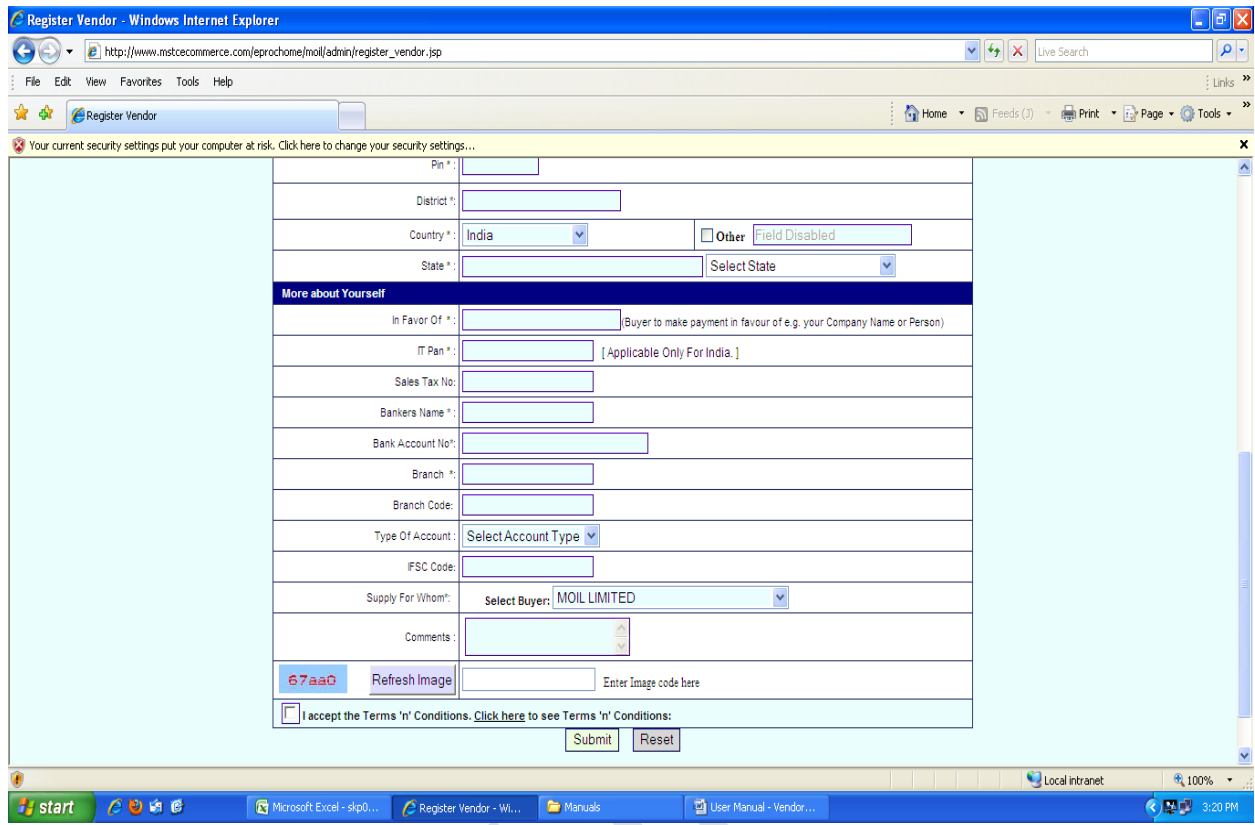 Register Vendor - Windows Internet Explorer
http://www.mstcecommerce.com/eprochome/moil/admin/register_vendor.jsp
Live Search
File Edit View Favorites Tools Help
Links »
Register Vendor
Home Feeds (J) Print Page Tools »
Your current security settings put your computer at risk. Click here to change your security settings... x
Pin * :
District *:
Country * : India Other Field Disabled
State * : Select State
More about Yourself
In Favor Of * : (Buyer to make payment in favour of e.g. your Company Name or Person)
IT Pan * : [ Applicable Only For India. ]
Sales Tax No:
Bankers Name * :
Bank Account No*:
Branch *:
Branch Code:
Type Of Account : Select Account Type
IFSC Code:
Supply For Whom*: Select Buyer: MOIL LIMITED
Comments :
67aa0 Refresh Image Enter Image code here
I accept the Terms 'n' Conditions. Click here to see Terms 'n' Conditions:
Submit Reset
Local intranet 100%
start Microsoft Excel - skp0... Register Vendor - Wi... Manuals User Manual - Vendor... 3:20 PM